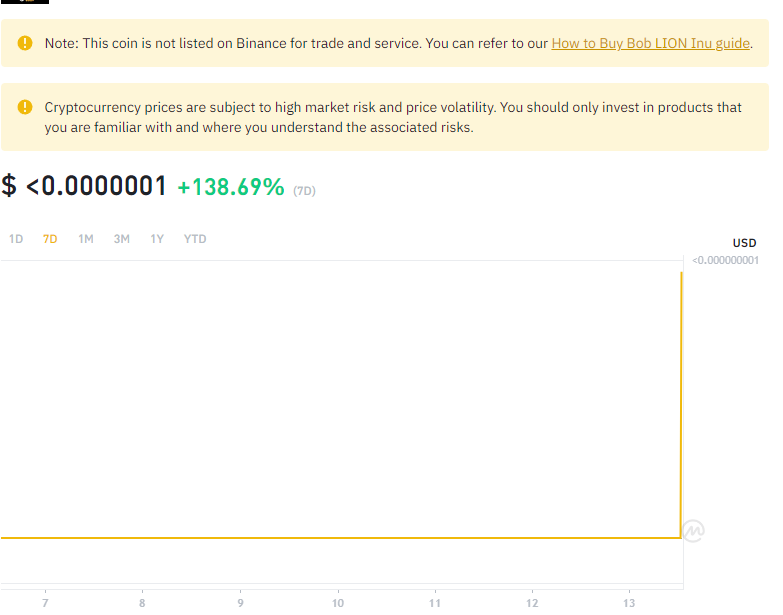 Note: This coin is not listed on Binance for trade and service. You can refer to our How to Buy Bob LION Inu guide.
Cryptocurrency prices are subject to high market risk and price volatility. You should only invest in products that
you are familiar with and where you understand the associated risks.
$ <0.0000001 +138.69% (7D)
1D 7D 1M 3M 1Y YTD
USD
<0.000000001
7 8 9 10 11 12 13